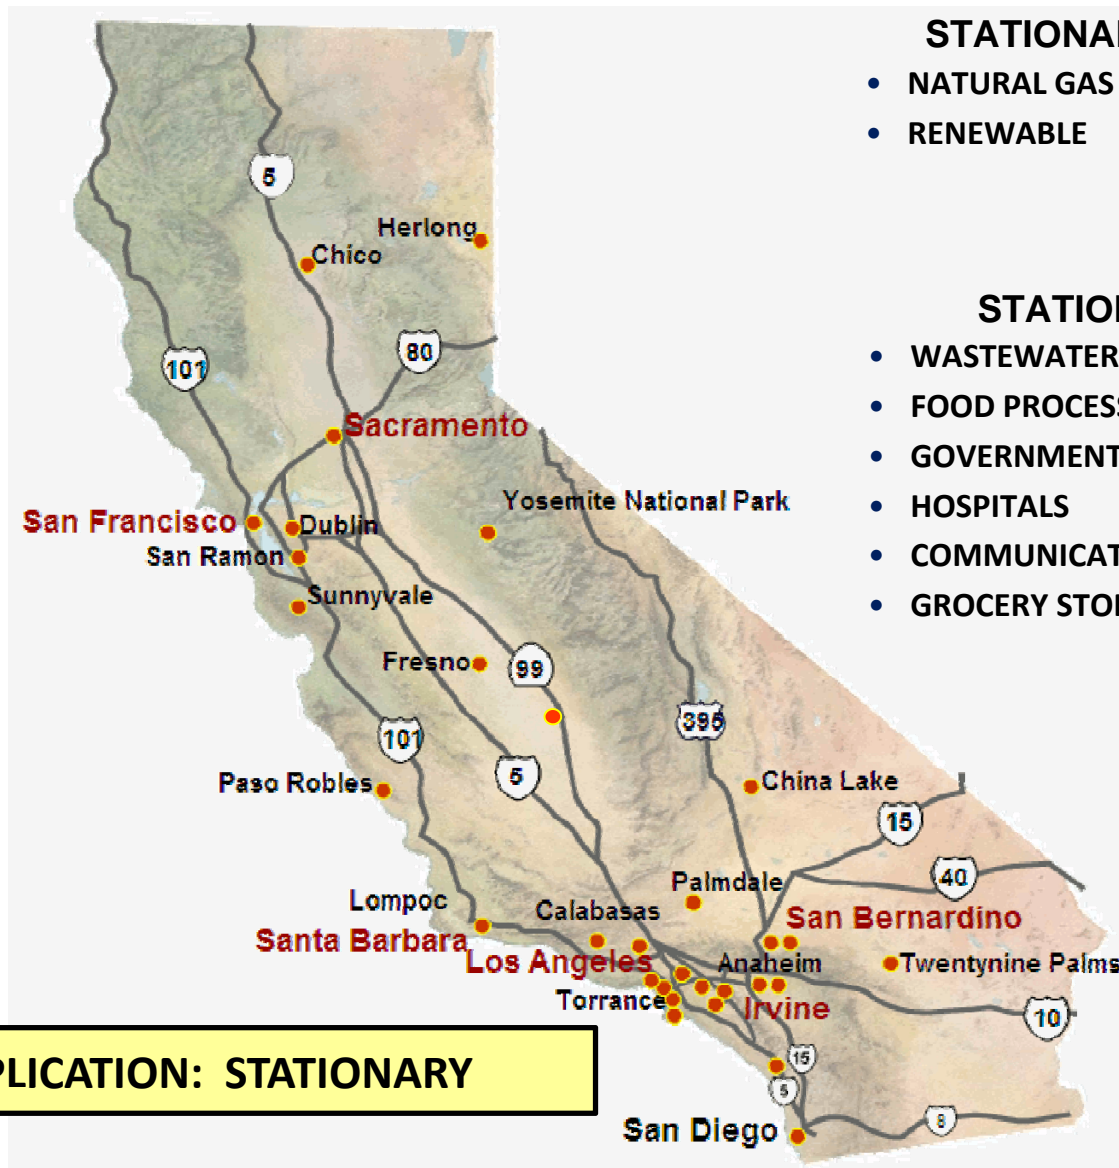 STATIONA
NATURAL GAS
RENEWABLE
STATION
WASTEWATER
FOOD PROCESS
GOVERNMENT
HOSPITALS
COMMUNICAT
GROCERY STO
5
Herlong
Chico
80
101
Sacramento
Yosemite National Park
San Francisco
Dublin
San Ramon
Sunnyvale
Fresno
99
395
101
5
Paso Robles
China Lake
15
40
Palmdale
Lompoc
Calabasas
San Bernardino
Santa Barbara
Los Angeles
Anaheim
Twentynine Palms
Torrance
Irvine
10
PLICATION: STATIONARY
15
5
8
San Diego